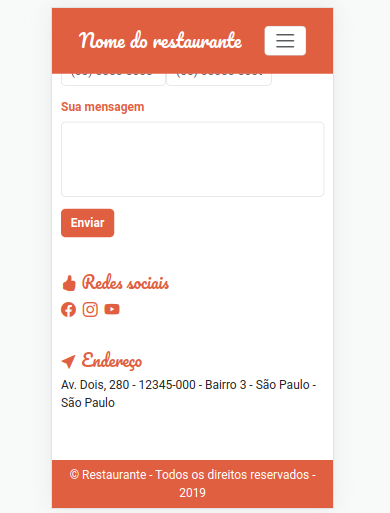 Nome do restaurante
Sua mensagem
Enviar
Redes sociais
Endereço
Av. Dois, 280 - 12345-000 - Bairro 3 - São Paulo -
São Paulo
© Restaurante - Todos os direitos reservados -
2019